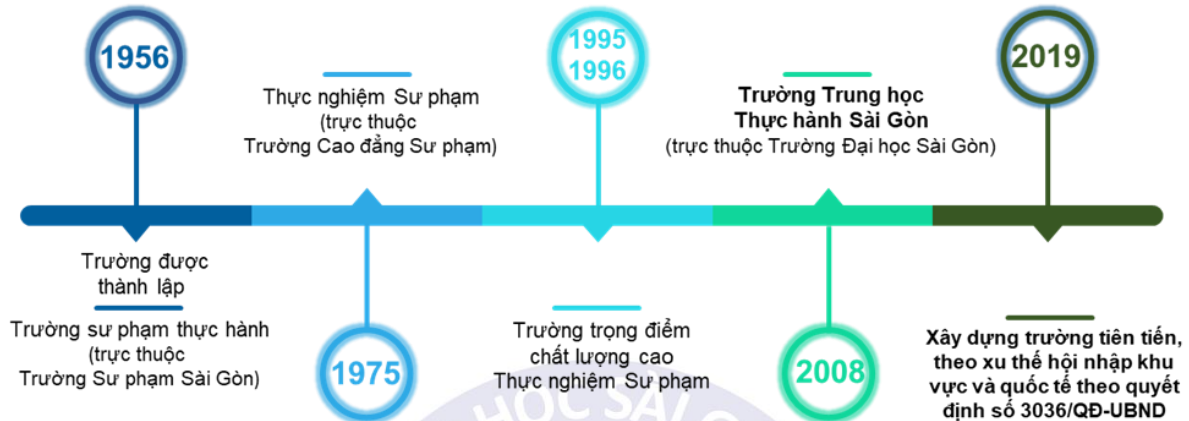 1956
Trường được
thành lập
Trường sư phạm thực hành
(trực thuộc
Trường Sư phạm Sài Gòn)
Thực nghiệm Sư phạm
(trực thuộc
Trường Cao đẳng Sư phạm)
1975
1995
1996
Trường trọng điểm
chất lượng cao
Thực nghiệm Sư phạm
Trường Trung học
Thực hành Sài Gòn
(trực thuộc Trường Đại học Sài Gòn)
2008
2019
Xây dựng trường tiên tiến,
theo xu thế hội nhập khu
vực và quốc tế theo quyết
định số 3036/QĐ-UBND
HỌC SÀI